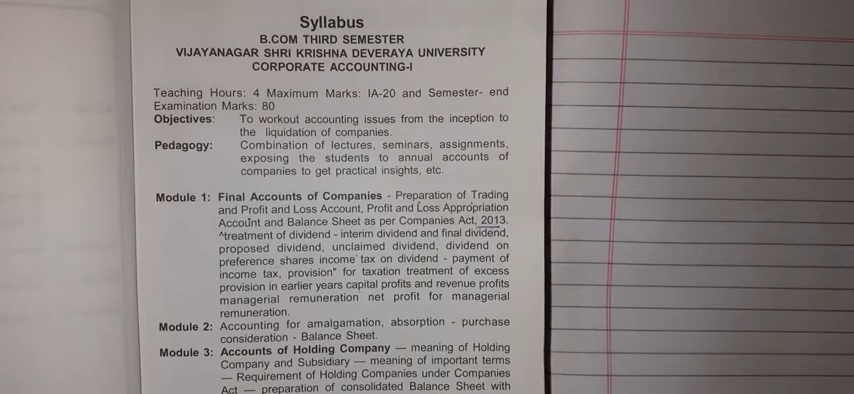 Syllabus
B.COM THIRD SEMESTER
VIJAYANAGAR SHRI KRISHNA DEVERAYA UNIVERSITY
CORPORATE ACCOUNTING-I
Teaching Hours: 4 Maximum Marks: IA-20 and Semester- end
Examination Marks: 80
Objectives: To workout accounting issues from the inception to
the liquidation of companies.
Pedagogy: Combination of lectures, seminars, assignments,
exposing the students to annual accounts of
companies to get practical insights, etc.
Module 1: Final Accounts of Companies - Preparation of Trading
and Profit and Loss Account, Profit and Loss Appropriation
Account and Balance Sheet as per Companies Act, 2013.
^treatment of dividend - interim dividend and final dividend,
proposed dividend, unclaimed dividend, dividend on
preference shares income tax on dividend - payment of
income tax, provision" for taxation treatment of excess
provision in earlier years capital profits and revenue profits
managerial remuneration net profit for managerial
remuneration.
Module 2: Accounting for amalgamation, absorption - purchase
consideration - Balance Sheet.
Module 3: Accounts of Holding Company — meaning of Holding
Company and Subsidiary — meaning of important terms
— Requirement of Holding Companies under Companies
Act — preparation of consolidated Balance Sheet with